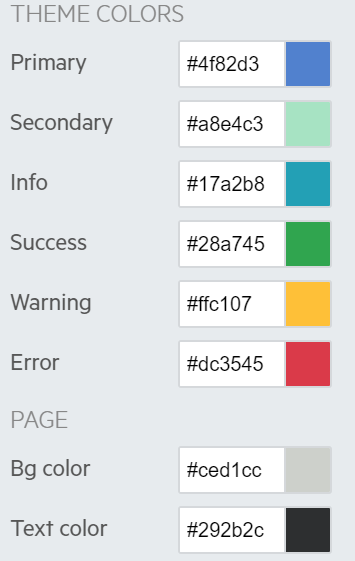 THEME COLORS
Primary #4f82d3
Secondary #a8e4c3
Info #17a2b8
Success #28a745
Warning #ffc107
Error #dc3545
PAGE
Bg color #ced1cc
Text color #292b2c